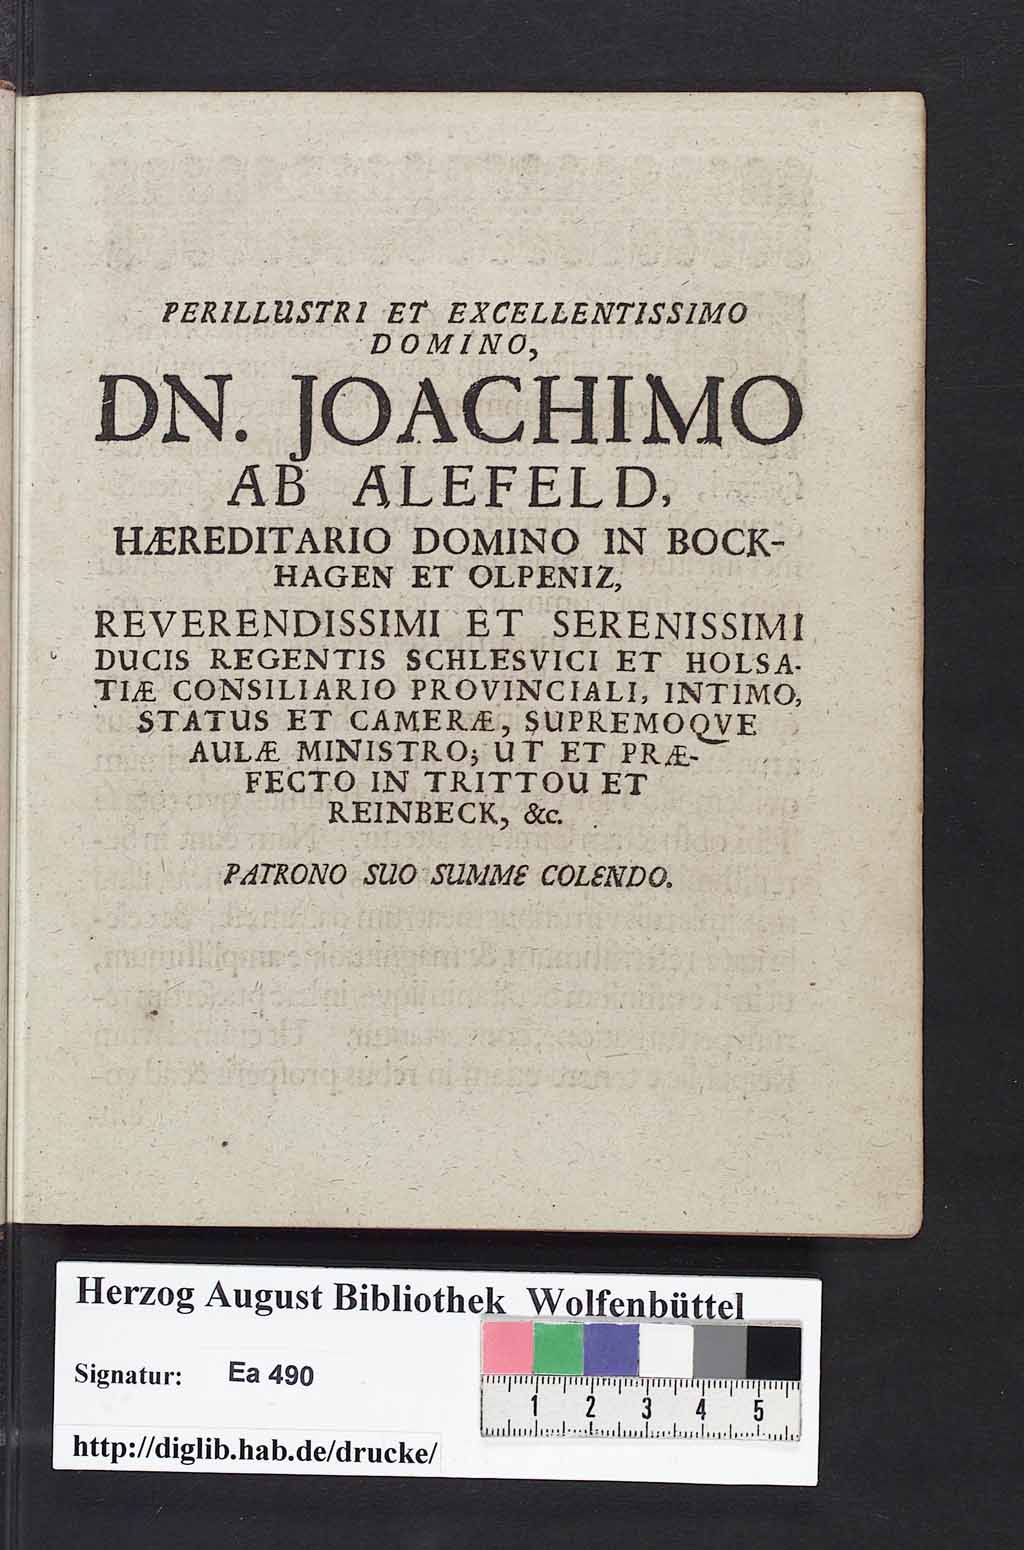 PERILLUSTRI ET EXCELLENTISSIMO
DOMINO,
DN. JOACHIMO
AB ALEFELD,
HÆREDITARIO DOMINO IN BOCK-
HAGEN ET OLPENIZ,
REVERENDISSIMI ET SERENISSIMI
DUCIS REGENTIS SCHLESVICI ET HOLSA-
TIÆ CONSILIARIO PROVINCIALI, INTIMO,
STATUS ET CAMERÆ, SUPREMOQVE
AULÆ MINISTRO; UT ET PRÆ-
FECTO IN TRITTOU ET
REINBECK, &c.
PATRONO SUO SUMME COLENDO.
Herzog August Bibliothek Wolfenbüttel
Signatur: Ea 490
1 2 3 4 5
http://diglib.hab.de/drucke/